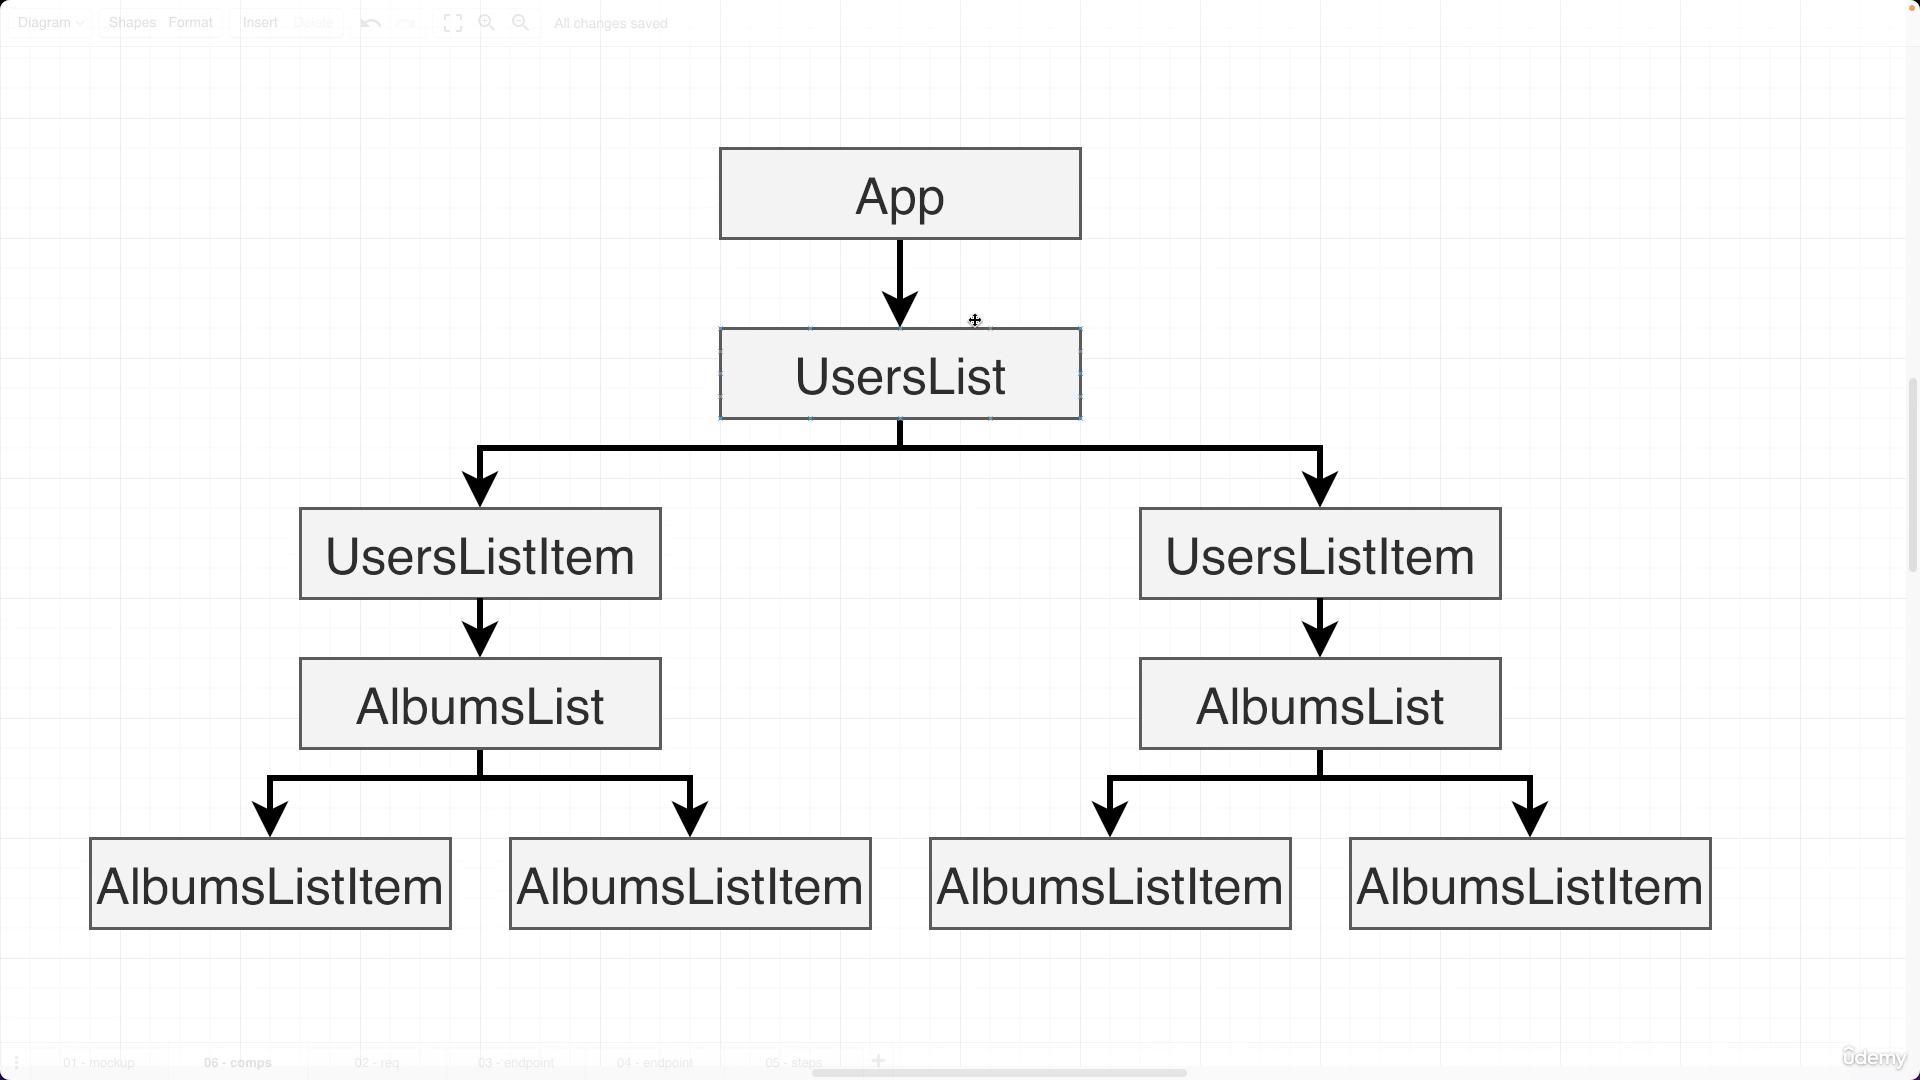 Diagram Shapes Format Insert Delete All changes saved
App
UsersList
UsersListItem UsersListItem
AlbumsList AlbumsList
AlbumsListItem AlbumsListItem AlbumsListItem AlbumsListItem
01 - mockup 06 - comps 02 - req 03 - endpoint 04 - endpoint 05 - steps
ûdemy